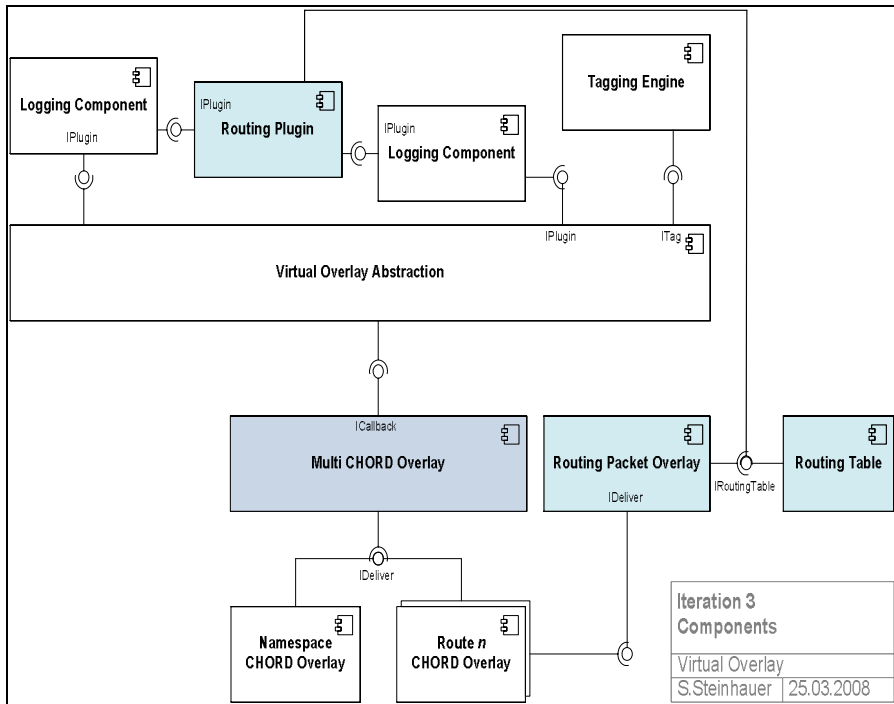 Logging Component
IPlugin
IPlugin
Routing Plugin
IPlugin
Logging Component
Tagging Engine
IPlugin
ITag
Virtual Overlay Abstraction
ICallback
Multi CHORD Overlay
Routing Packet Overlay
IDeliver
IRoutingTable
Routing Table
IDeliver
Namespace
CHORD Overlay
Route n
CHORD Overlay
Iteration 3
Components
Virtual Overlay
S.Steinhauer 25.03.2008